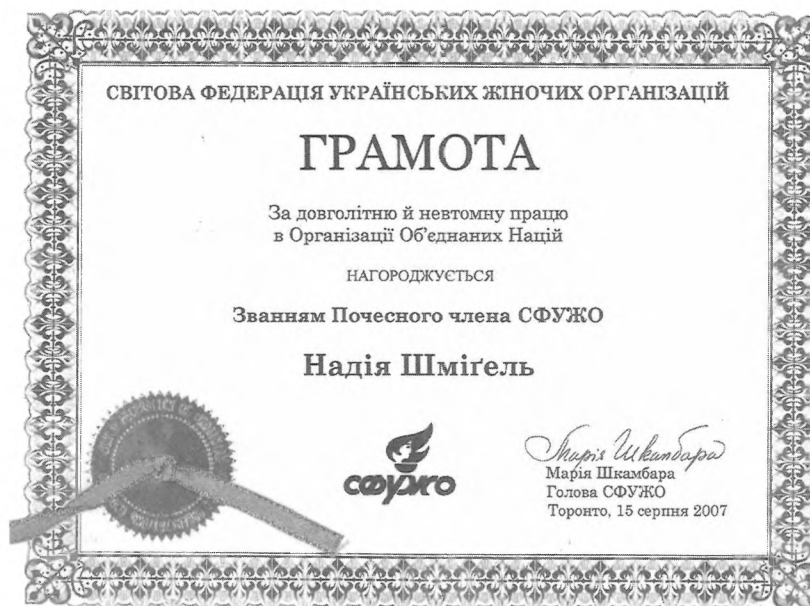 СВІТОВА ФЕДЕРАЦІЯ УКРАЇНСЬКИХ ЖІНОЧИХ ОРГАНІЗАЦІЙ
ГРАМОТА
За довголітню й невтомну працю
в Організації Об'єднаних Націй
НАГОРОДЖУЄТЬСЯ
Званням Почесного члена СФУЖО
Надія Шміґель
сфужо
Марія Шкамбара
Марія Шкамбара
Голова СФУЖО
Торонто, 15 серпня 2007